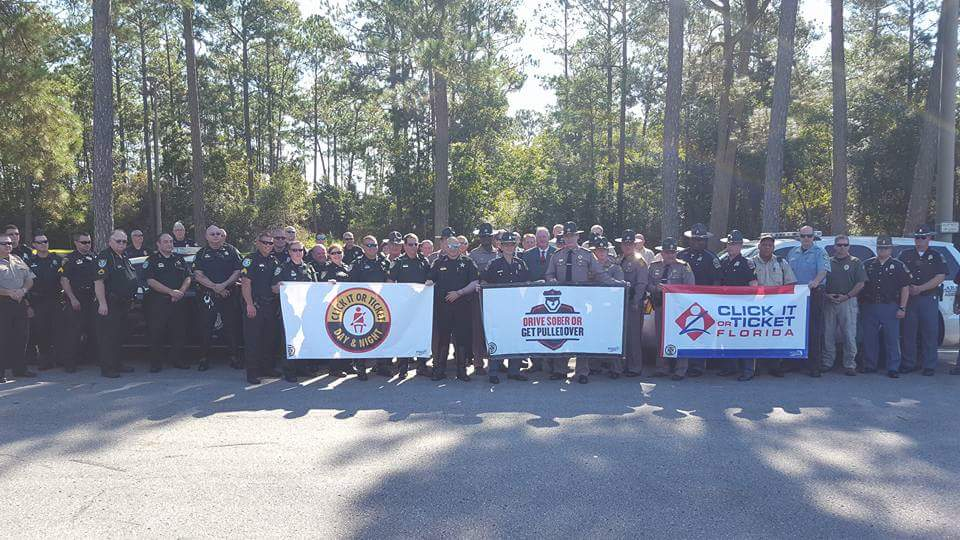 CLICK IT OR TICKET
DAY & NIGHT
DRIVE SOBER OR
GET PULLED OVER
CLICK IT
OR TICKET
FLORIDA